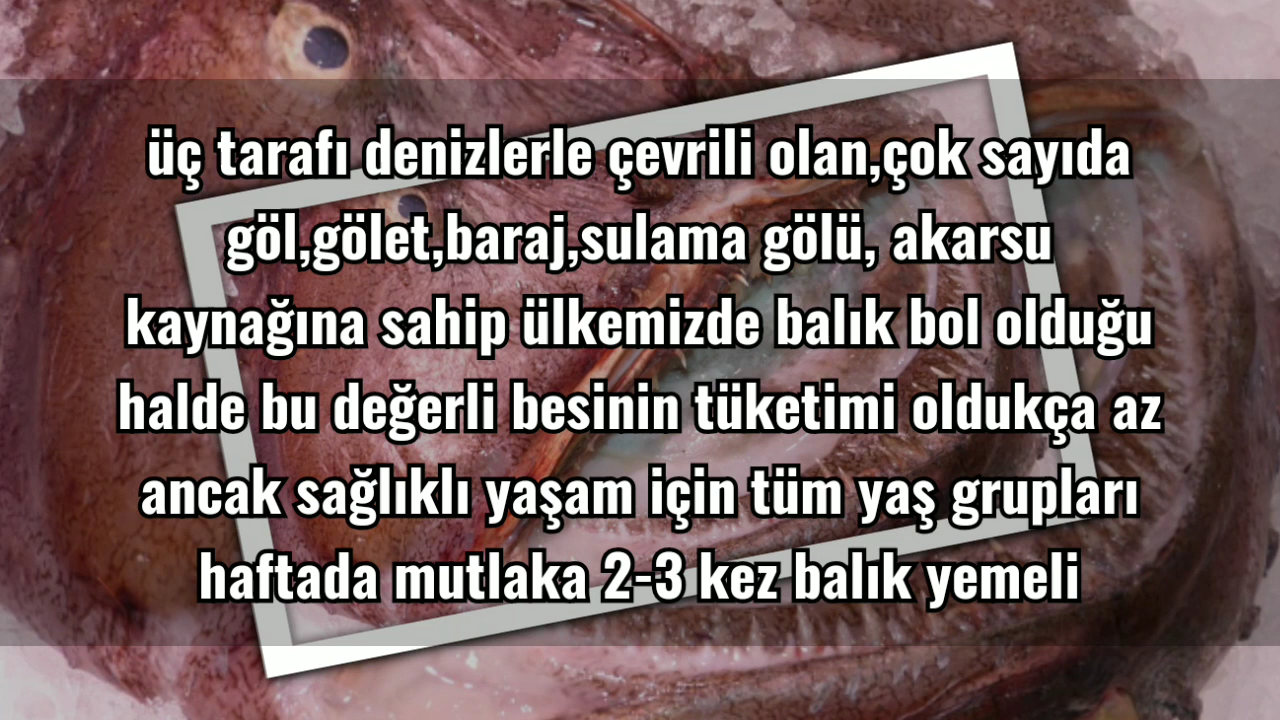 üç tarafı denizlerle çevrili olan,çok sayıda
göl,gölet,baraj,sulama gölü, akarsu
kaynağına sahip ülkemizde balık bol olduğu
halde bu değerli besinin tüketimi oldukça az
ancak sağlıklı yaşam için tüm yaş grupları
haftada mutlaka 2-3 kez balık yemeli